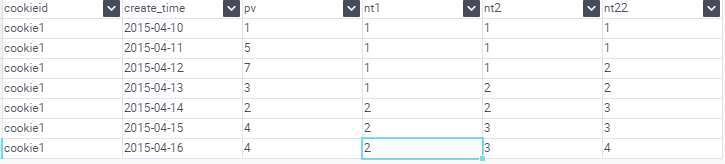 cookieid create_time pv nt1 nt2 nt22
cookie1 2015-04-10 1 1 1 1
cookie1 2015-04-11 5 1 1 1
cookie1 2015-04-12 7 1 1 2
cookie1 2015-04-13 3 1 2 2
cookie1 2015-04-14 2 2 2 3
cookie1 2015-04-15 4 2 3 3
cookie1 2015-04-16 4 2 3 4